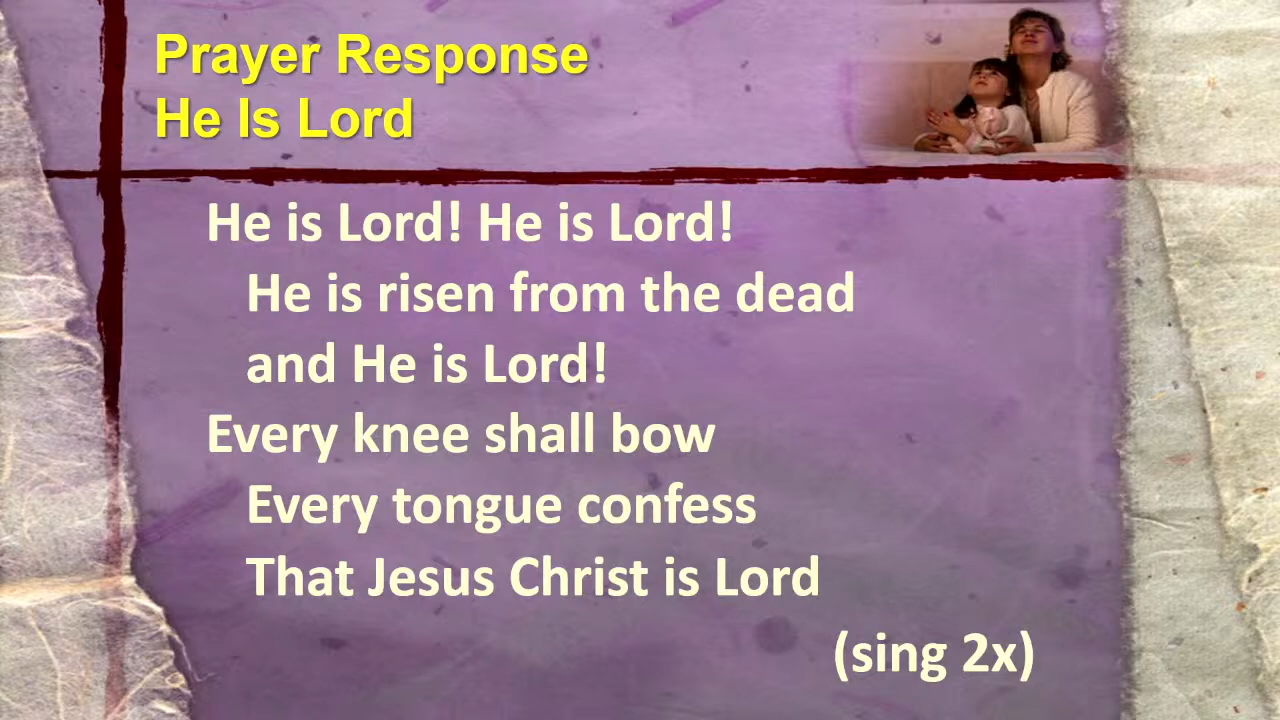 Prayer Response
He Is Lord
He is Lord! He is Lord!
He is risen from the dead
and He is Lord!
Every knee shall bow
Every tongue confess
That Jesus Christ is Lord
(sing 2x)